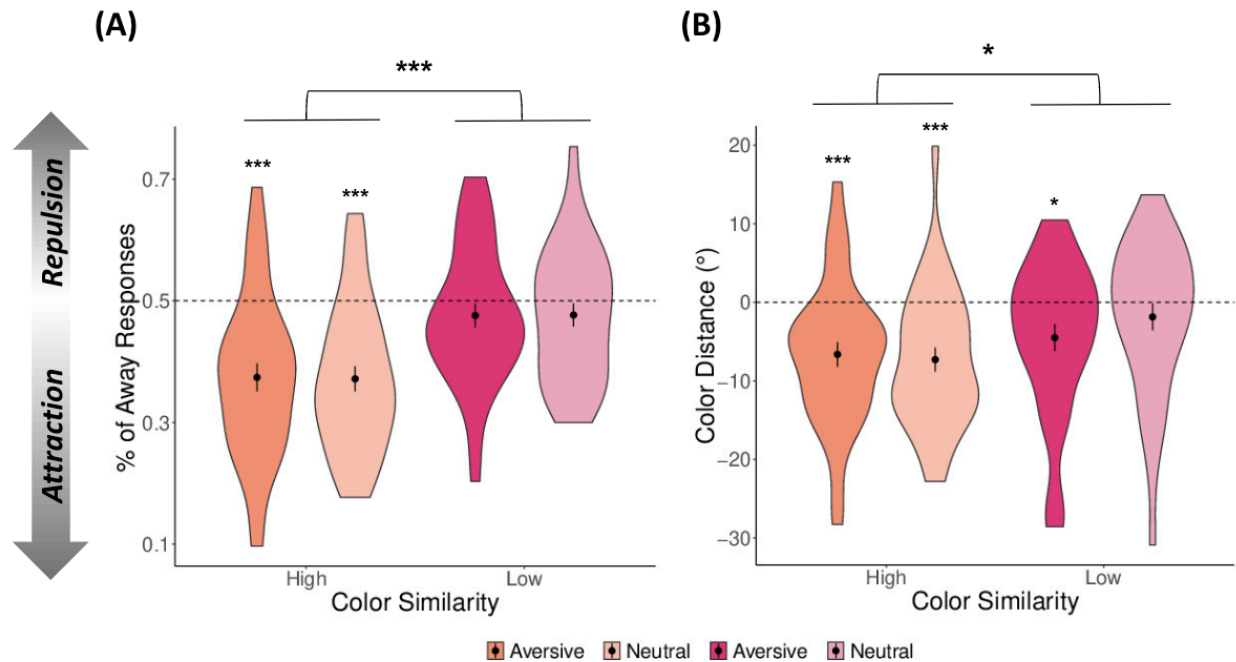 (A)
(B)
***
*
Repulsion
Attraction
% of Away Responses
0.7
0.5
0.3
0.1
***
***
High
Low
Color Similarity
Color Distance (°)
20
10
0
−10
−20
−30
***
***
*
High
Low
Color Similarity
Aversive Neutral Aversive Neutral